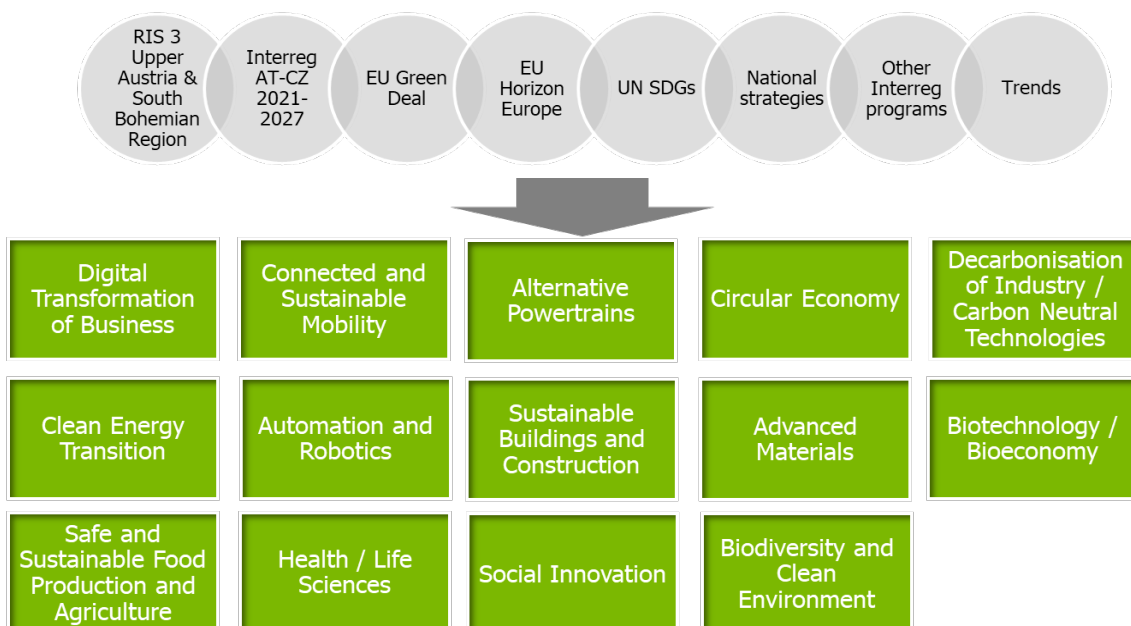 RIS 3
Upper
Austria &
South
Bohemian
Region
Interreg
AT-CZ
2021-
2027
EU Green
Deal
EU
Horizon
Europe
UN SDGs
National
strategies
Other
Interreg
programs
Trends
Digital
Transformation
of Business
Connected and
Sustainable
Mobility
Alternative
Powertrains
Circular Economy
Decarbonisation
of Industry /
Carbon Neutral
Technologies
Clean Energy
Transition
Automation and
Robotics
Sustainable
Buildings and
Construction
Advanced
Materials
Biotechnology /
Bioeconomy
Safe and
Sustainable Food
Production and
Agriculture
Health / Life
Sciences
Social Innovation
Biodiversity and
Clean
Environment